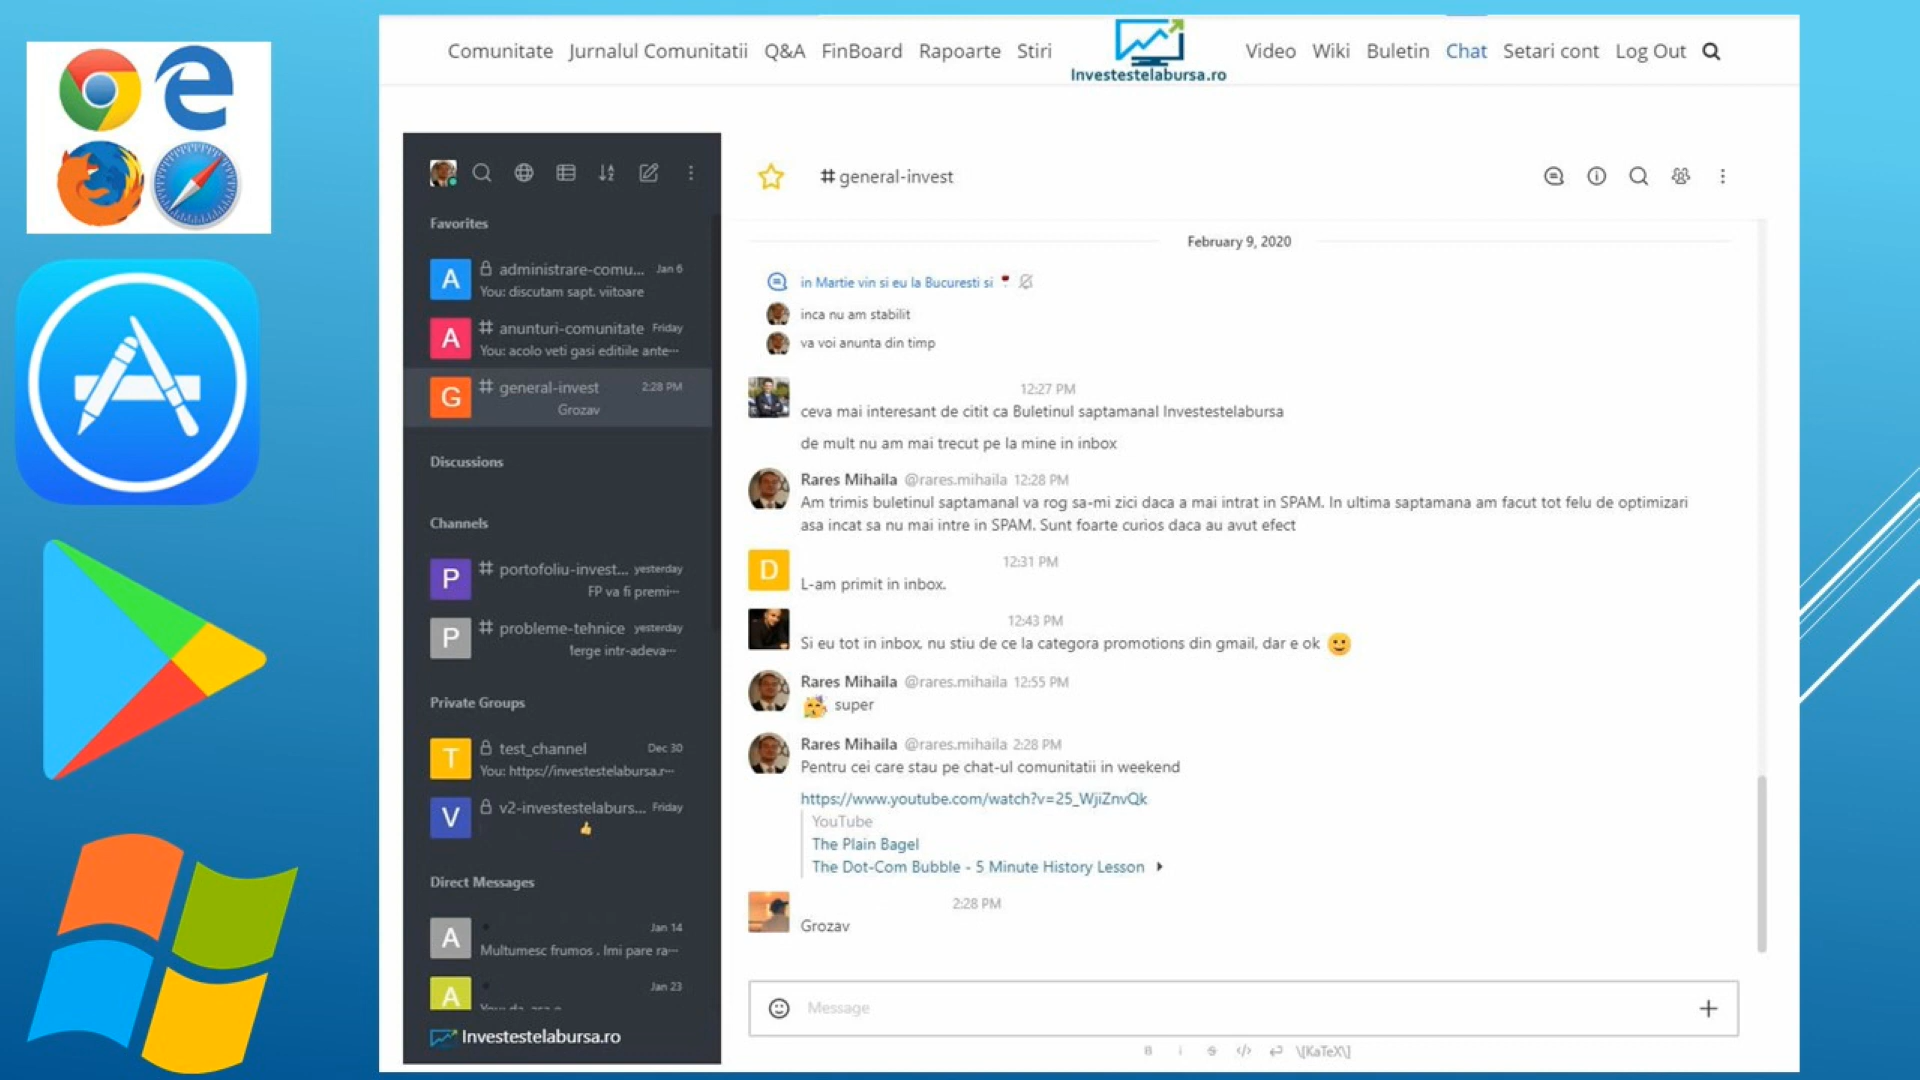 Comunitate Jurnalul Comunitatii Q&A FinBoard Rapoarte Stiri Investestelabursa.ro Video Wiki Buletin Chat Setari cont Log Out
Favorites
A administrare-comu... Jan 6
You: discutam sapt. viitoare
A # anunturi-comunitate Friday
You: acolo veti gasi editiile ante...
G # general-invest 2:28 PM
Grozav
Discussions
Channels
P # portofoliu-invest... yesterday
FP va fi premi...
P # probleme-tehnice yesterday
Merge intr-adeva...
Private Groups
T test_channel Dec 30
You: https://investestelabursa.r...
V v2-investestelaburs... Friday
Direct Messages
A Jan 14
Multumesc frumos . Imi pare ra...
A Jan 23
Investestelabursa.ro
# general-invest
February 9, 2020
in Martie vin si eu la Bucuresti si
inca nu am stabilit
va voi anunta din timp
12:27 PM
ceva mai interesant de citit ca Buletinul saptamanal Investestelabursa
de mult nu am mai trecut pe la mine in inbox
Rares Mihaila @rares.mihaila 12:28 PM
Am trimis buletinul saptamanal va rog sa-mi zici daca a mai intrat in SPAM. In ultima saptamana am facut tot felu de optimizari
asa incat sa nu mai intre in SPAM. Sunt foarte curios daca au avut efect
D 12:31 PM
L-am primit in inbox.
12:43 PM
Si eu tot in inbox, nu stiu de ce la categora promotions din gmail, dar e ok
Rares Mihaila @rares.mihaila 12:55 PM
super
Rares Mihaila @rares.mihaila 2:28 PM
Pentru cei care stau pe chat-ul comunitatii in weekend
https://www.youtube.com/watch?v=25_WjiZnvQk
YouTube
The Plain Bagel
The Dot-Com Bubble - 5 Minute History Lesson
2:28 PM
Grozav
Message
B i S </> \[KaTeX\]